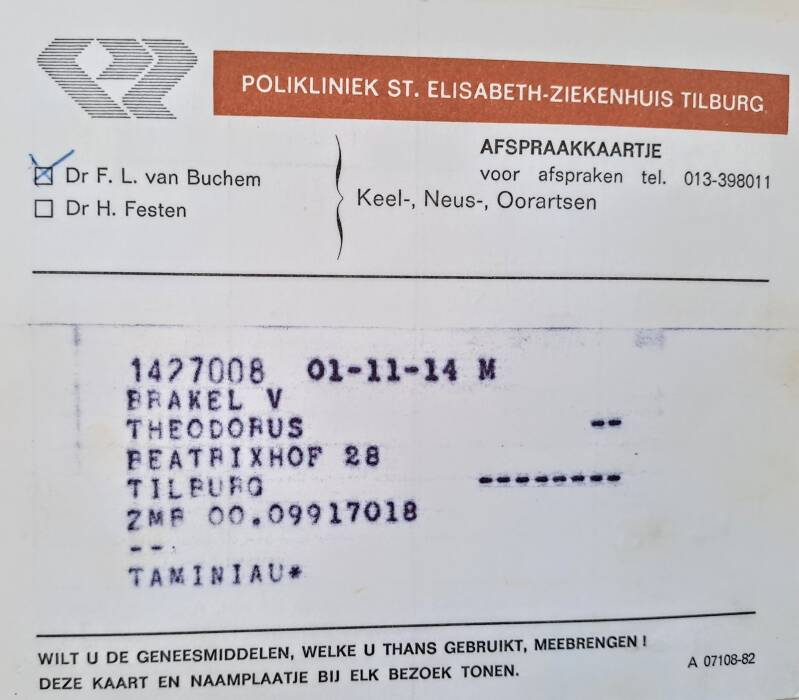 POLIKLINIEK ST. ELISABETH-ZIEKENHUIS TILBURG
AFSPRAAKKAARTJE
voor afspraken tel. 013-398011
Dr F. L. van Buchem
Dr H. Festen
Keel-, Neus-, Oorartsen
1427008 01-11-14 M
BRAKEL V
THEODORUS --
BEATRIXHOF 28
TILBURG --------
ZMP 00.09917018
--.
TAMINIAU*
WILT U DE GENEESMIDDELEN, WELKE U THANS GEBRUIKT, MEEBRENGEN !
DEZE KAART EN NAAMPLAATJE BIJ ELK BEZOEK TONEN.
A 07108-82